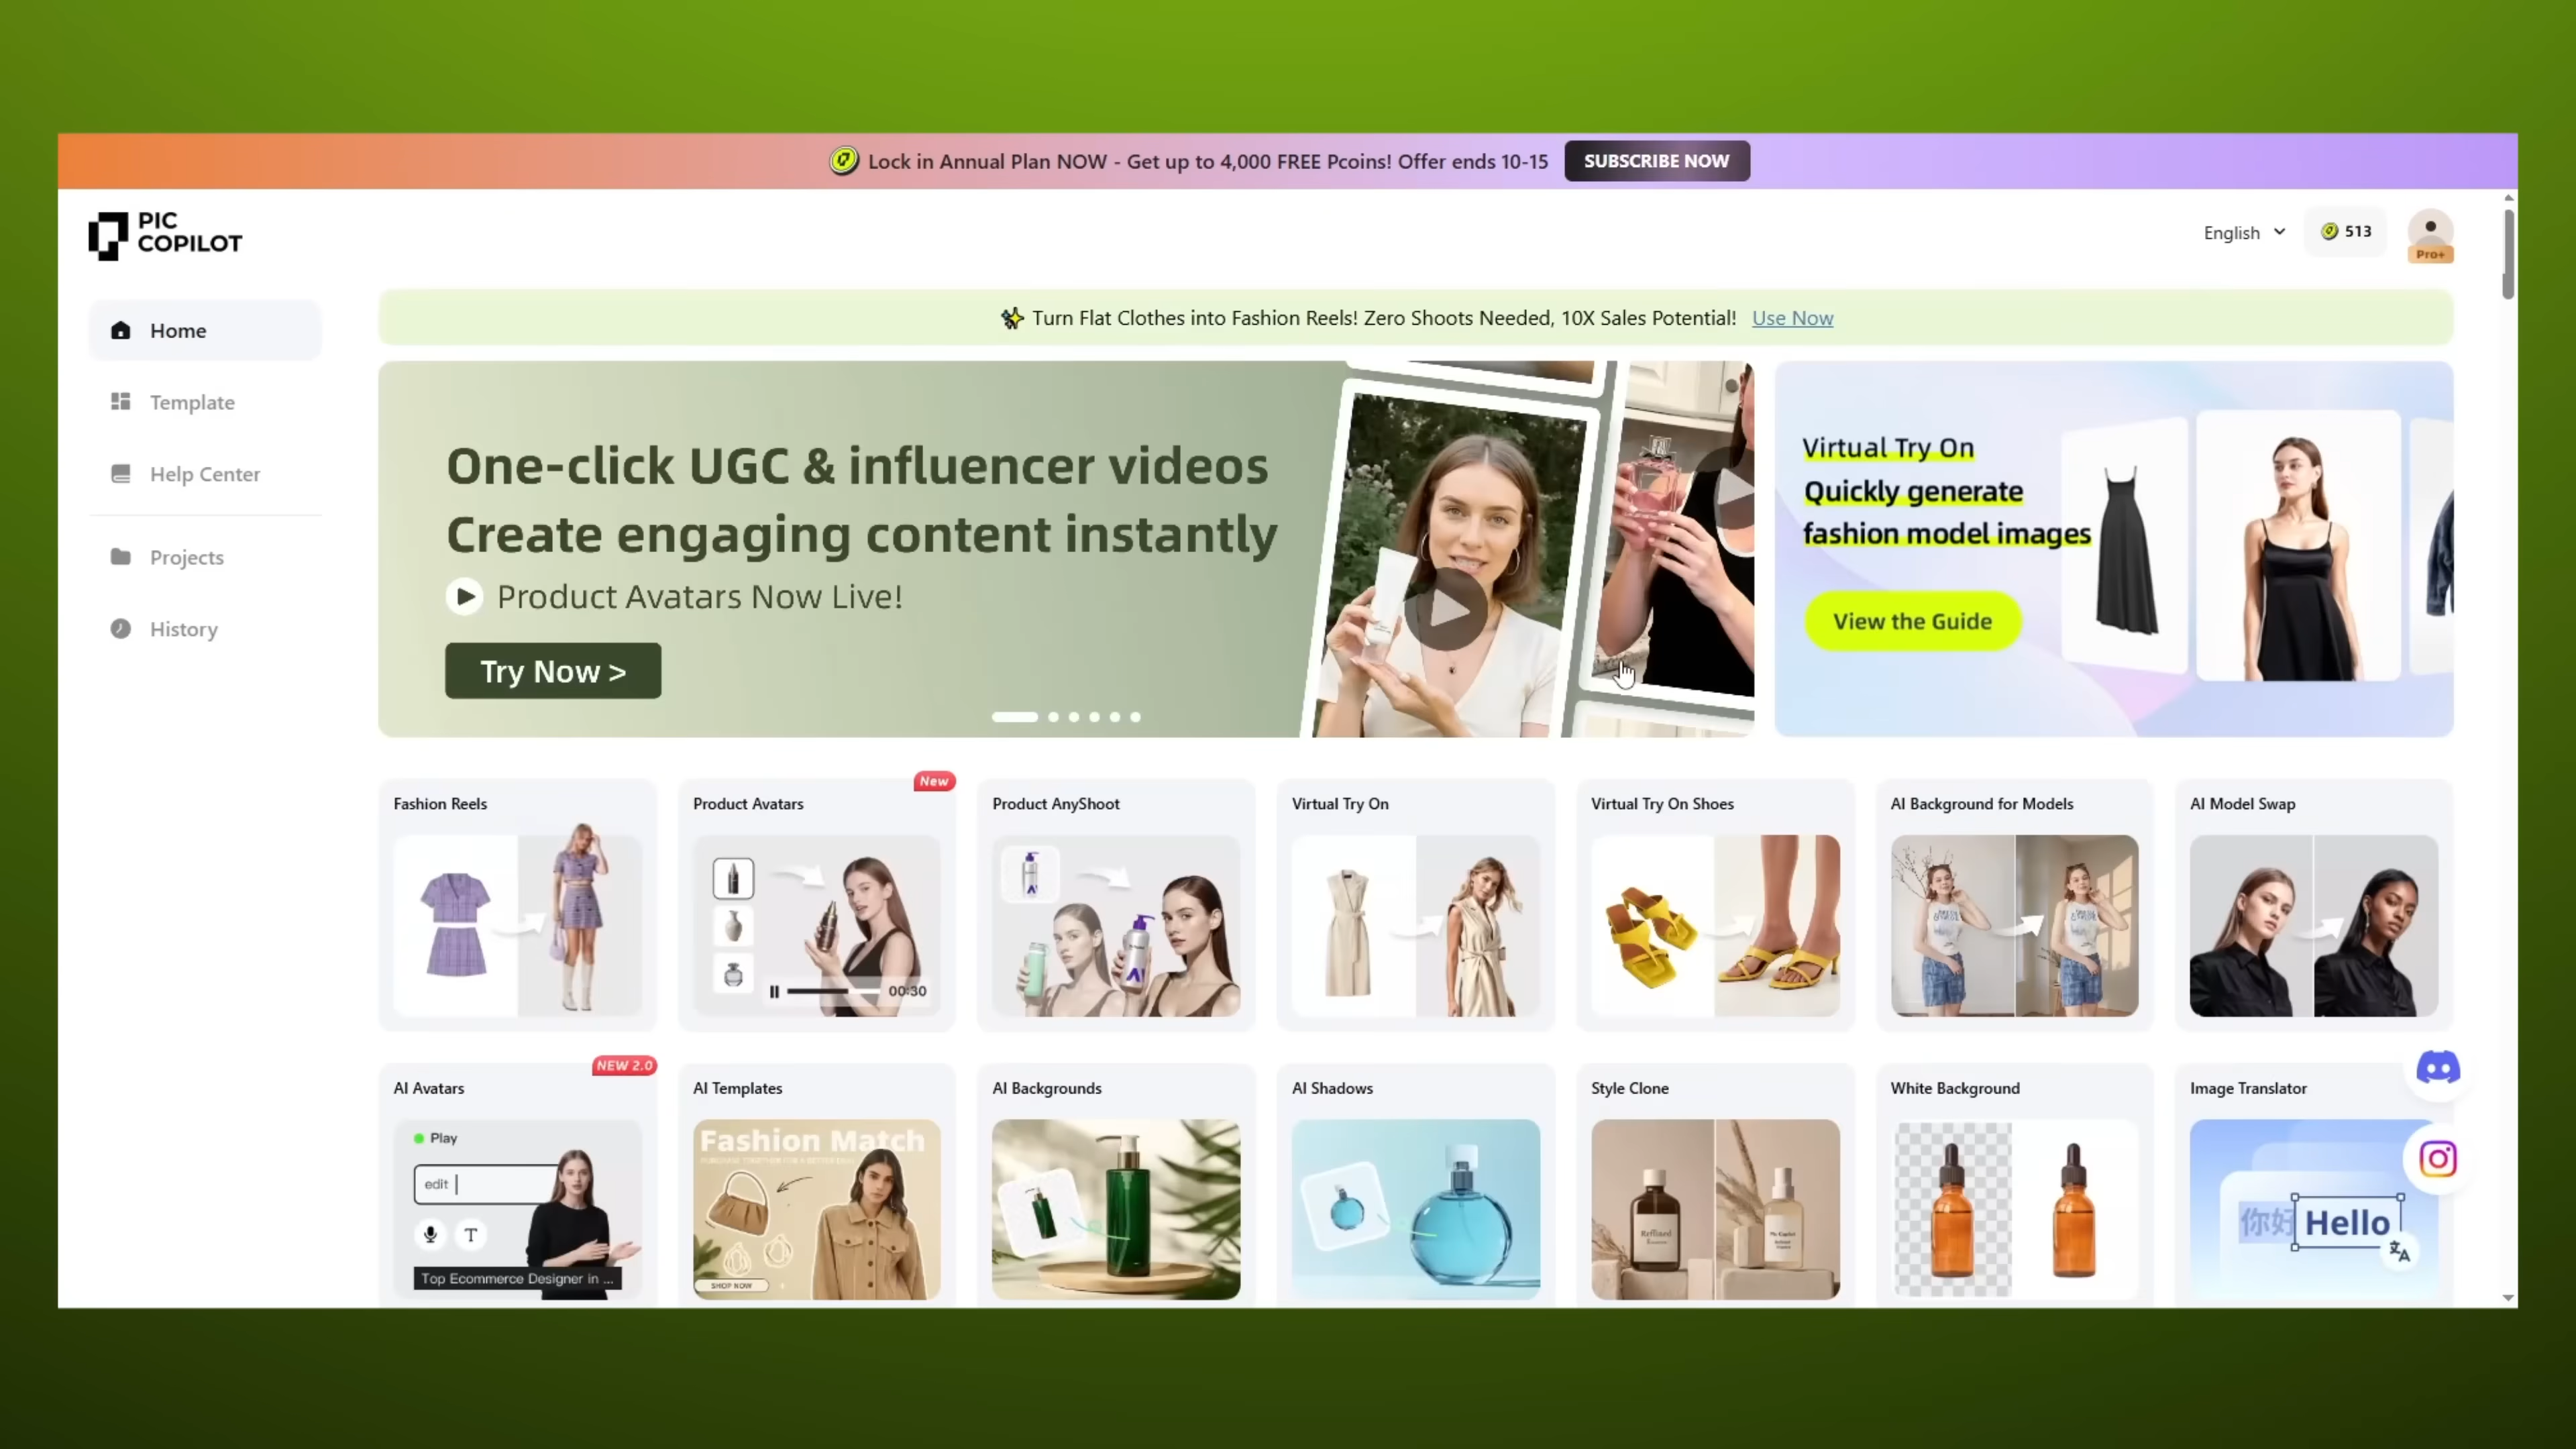 Lock in Annual Plan NOW - Get up to 4,000 FREE Pcoins! Offer ends 10-15
SUBSCRIBE NOW
PIC
COPILOT
English
513
Pro+
Home
Template
Help Center
Projects
History
Turn Flat Clothes into Fashion Reels! Zero Shoots Needed, 10X Sales Potential! Use Now
One-click UGC & influencer videos
Create engaging content instantly
Product Avatars Now Live!
Try Now >
Virtual Try On
Quickly generate
fashion model images
View the Guide
Fashion Reels
New
Product Avatars
00:30
Product AnyShoot
Virtual Try On
Virtual Try On Shoes
AI Background for Models
AI Model Swap
NEW 2.0
AI Avatars
Play
edit
T
Top Ecommerce Designer in ...
AI Templates
Fashion Match
SHOP NOW
AI Backgrounds
AI Shadows
Style Clone
White Background
Image Translator
你好
Hello